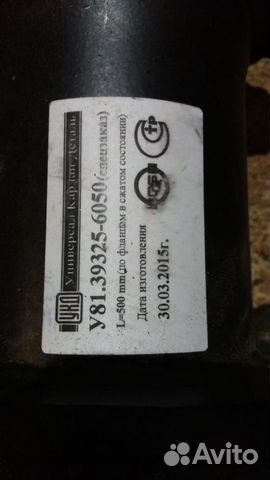 УКД Универсал Кардан Деталь
У81.39325-6050(спецзаказ)
L=500 mm(по фланцам в сжатом состоянии)
Дата изготовления
30.03.2015г.
Avito